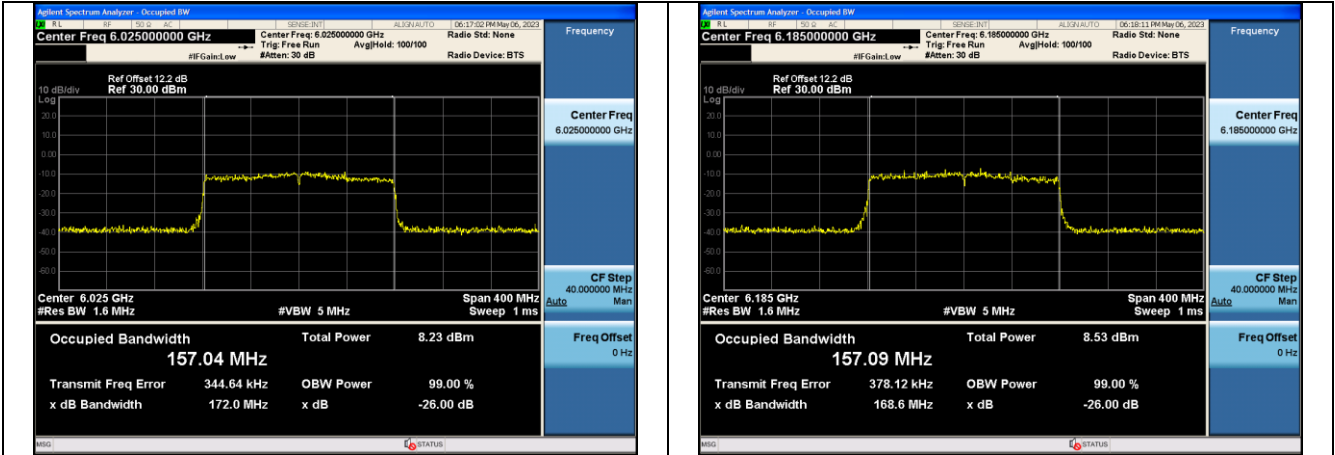 Agilent Spectrum Analyzer - Occupied BW
RL RF 50 Ω AC SENSE:INT ALIGN AUTO 06:17:02 PM May 06, 2023
Center Freq 6.025000000 GHz
Center Freq: 6.025000000 GHz
Radio Std: None
Trig: Free Run Avg|Hold: 100/100
#IFGain:Low #Atten: 30 dB Radio Device: BTS
Ref Offset 12.2 dB
10 dB/div Ref 30.00 dBm
Log
20.0
10.0
0.00
-10.0
-20.0
-30.0
-40.0
-50.0
-60.0
Center 6.025 GHz Span 400 MHz
#Res BW 1.6 MHz #VBW 5 MHz Sweep 1 ms
Occupied Bandwidth Total Power 8.23 dBm
157.04 MHz
Transmit Freq Error 344.64 kHz OBW Power 99.00 %
x dB Bandwidth 172.0 MHz x dB -26.00 dB
MSG STATUS
Frequency
Center Freq
6.025000000 GHz
CF Step
40.000000 MHz
Auto Man
Freq Offset
0 Hz
Agilent Spectrum Analyzer - Occupied BW
RL RF 50 Ω AC SENSE:INT ALIGN AUTO 06:18:11 PM May 06, 2023
Center Freq 6.185000000 GHz
Center Freq: 6.185000000 GHz
Radio Std: None
Trig: Free Run Avg|Hold: 100/100
#IFGain:Low #Atten: 30 dB Radio Device: BTS
Ref Offset 12.2 dB
10 dB/div Ref 30.00 dBm
Log
20.0
10.0
0.00
-10.0
-20.0
-30.0
-40.0
-50.0
-60.0
Center 6.185 GHz Span 400 MHz
#Res BW 1.6 MHz #VBW 5 MHz Sweep 1 ms
Occupied Bandwidth Total Power 8.53 dBm
157.09 MHz
Transmit Freq Error 378.12 kHz OBW Power 99.00 %
x dB Bandwidth 168.6 MHz x dB -26.00 dB
MSG STATUS
Frequency
Center Freq
6.185000000 GHz
CF Step
40.000000 MHz
Auto Man
Freq Offset
0 Hz